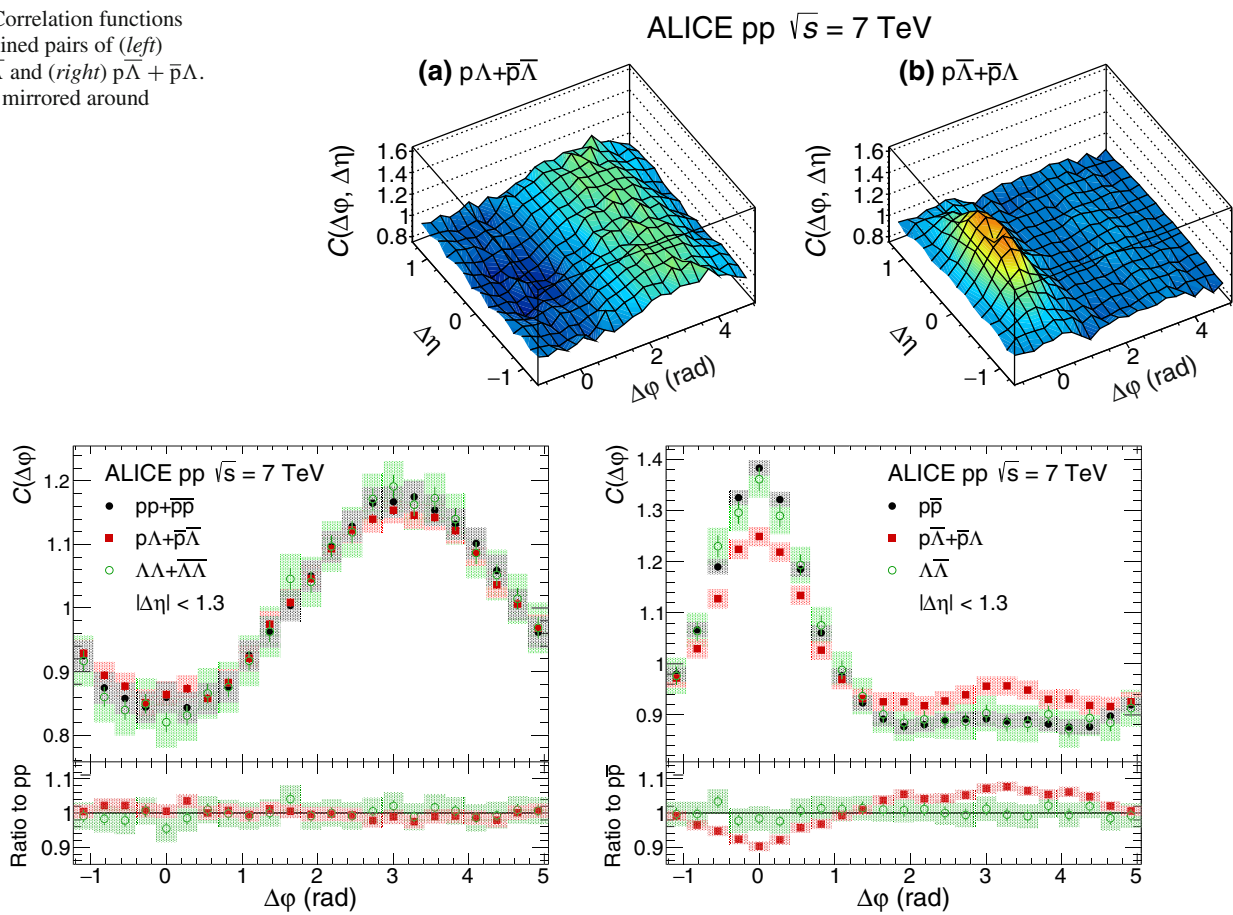 Correlation functions
ined pairs of (left)
Λ̅ and (right) pΛ̅ + p̅Λ.
mirrored around
ALICE pp √s = 7 TeV
(a) pΛ+p̅Λ̅
(b) pΛ̅+p̅Λ
C(Δφ, Δη)
1.6
1.4
1.2
1
0.8
1
0
−1
Δη
0
2
4
Δφ (rad)
C(Δφ, Δη)
1.6
1.4
1.2
1
0.8
1
0
−1
Δη
0
2
4
Δφ (rad)
C(Δφ)
1.2
1.1
1
0.9
0.8
ALICE pp √s = 7 TeV
pp+p̅p̅
pΛ+p̅Λ̅
ΛΛ+Λ̅Λ̅
|Δη| < 1.3
Ratio to pp
1.1
1
0.9
−1 0 1 2 3 4 5
Δφ (rad)
C(Δφ)
1.4
1.3
1.2
1.1
1
0.9
ALICE pp √s = 7 TeV
pp̅
pΛ̅+p̅Λ
ΛΛ̅
|Δη| < 1.3
Ratio to pp̅
1.1
1
0.9
−1 0 1 2 3 4 5
Δφ (rad)